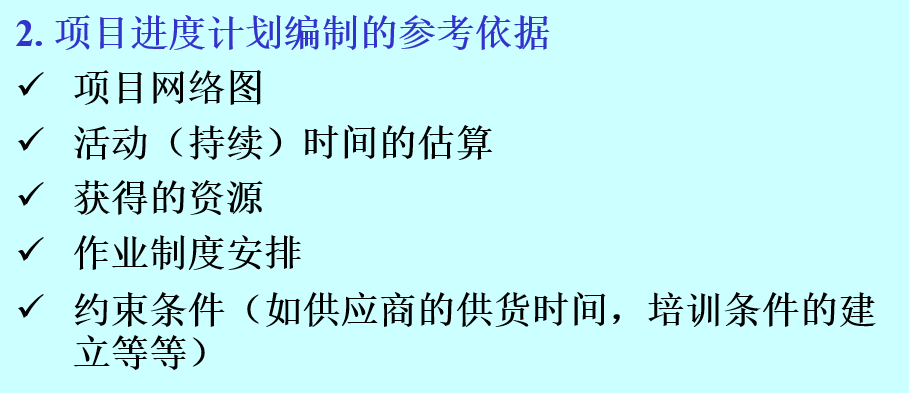 2. 项目进度计划编制的参考依据
✓ 项目网络图
✓ 活动（持续）时间的估算
✓ 获得的资源
✓ 作业制度安排
✓ 约束条件（如供应商的供货时间，培训条件的建
立等等）